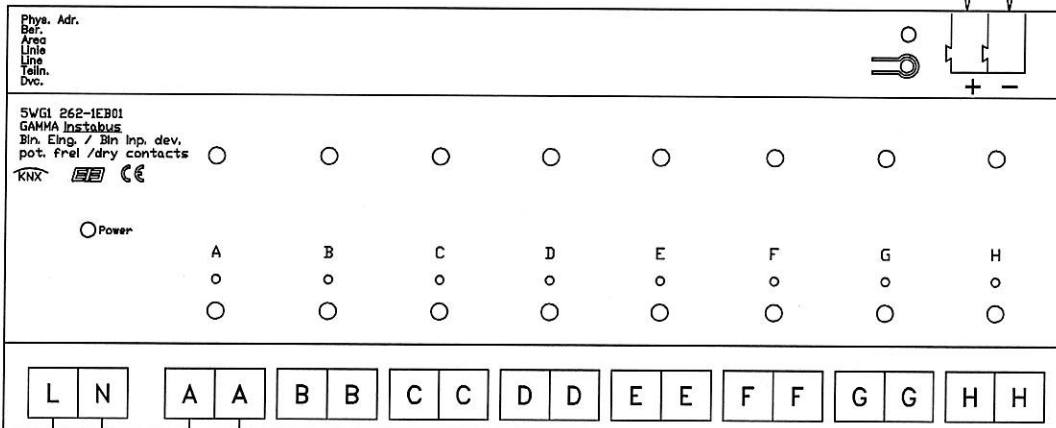 Phys. Adr.
Ber.
Area
Linie
Line
Teiln.
Dvc.
+ −
5WG1 262-1EB01
GAMMA instabus
Bin. Eing. / Bin Inp. dev.
pot. frei /dry contacts
KNX EIB CE
Power
A B C D E F G H
L N A A B B C C D D E E F F G G H H